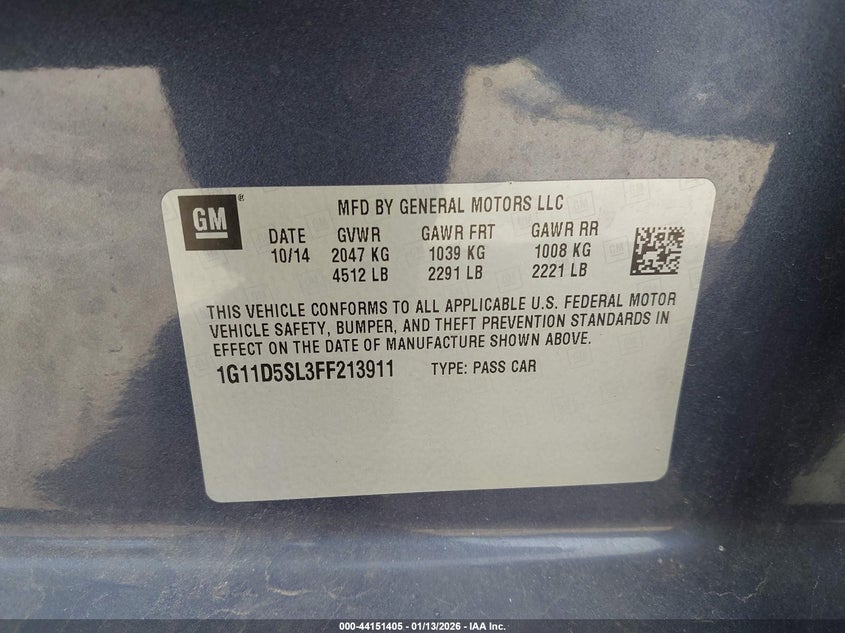 GM
MFD BY GENERAL MOTORS LLC
DATE GVWR GAWR FRT GAWR RR
10/14 2047 KG 1039 KG 1008 KG
4512 LB 2291 LB 2221 LB
THIS VEHICLE CONFORMS TO ALL APPLICABLE U.S. FEDERAL MOTOR
VEHICLE SAFETY, BUMPER, AND THEFT PREVENTION STANDARDS IN
EFFECT ON THE DATE OF MANUFACTURE SHOWN ABOVE.
1G11D5SL3FF213911 TYPE: PASS CAR
000-44151405 - 01/13/2026 - IAA Inc.